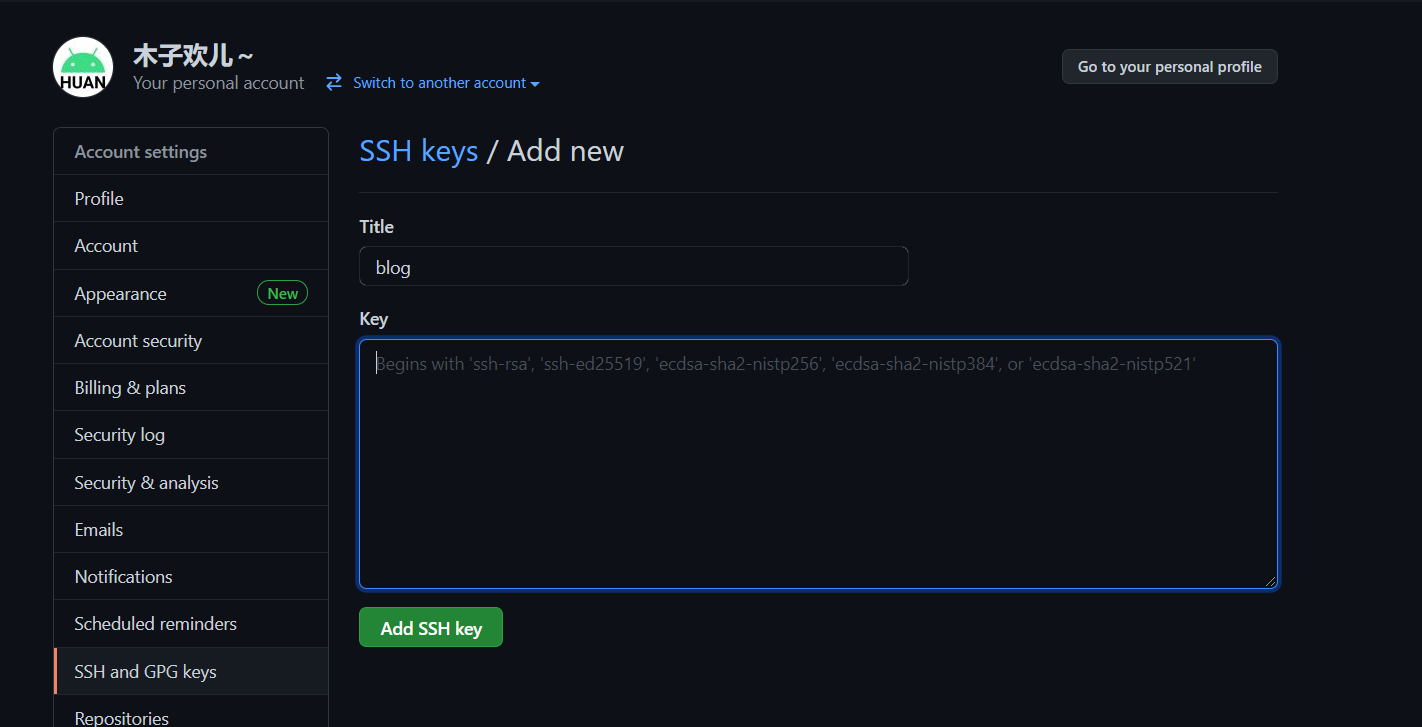 HUAN
木子欢儿~
Your personal account
Switch to another account
Go to your personal profile
Account settings
Profile
Account
Appearance New
Account security
Billing & plans
Security log
Security & analysis
Emails
Notifications
Scheduled reminders
SSH and GPG keys
Repositories
SSH keys / Add new
Title
blog
Key
Begins with 'ssh-rsa', 'ssh-ed25519', 'ecdsa-sha2-nistp256', 'ecdsa-sha2-nistp384', or 'ecdsa-sha2-nistp521'
Add SSH key